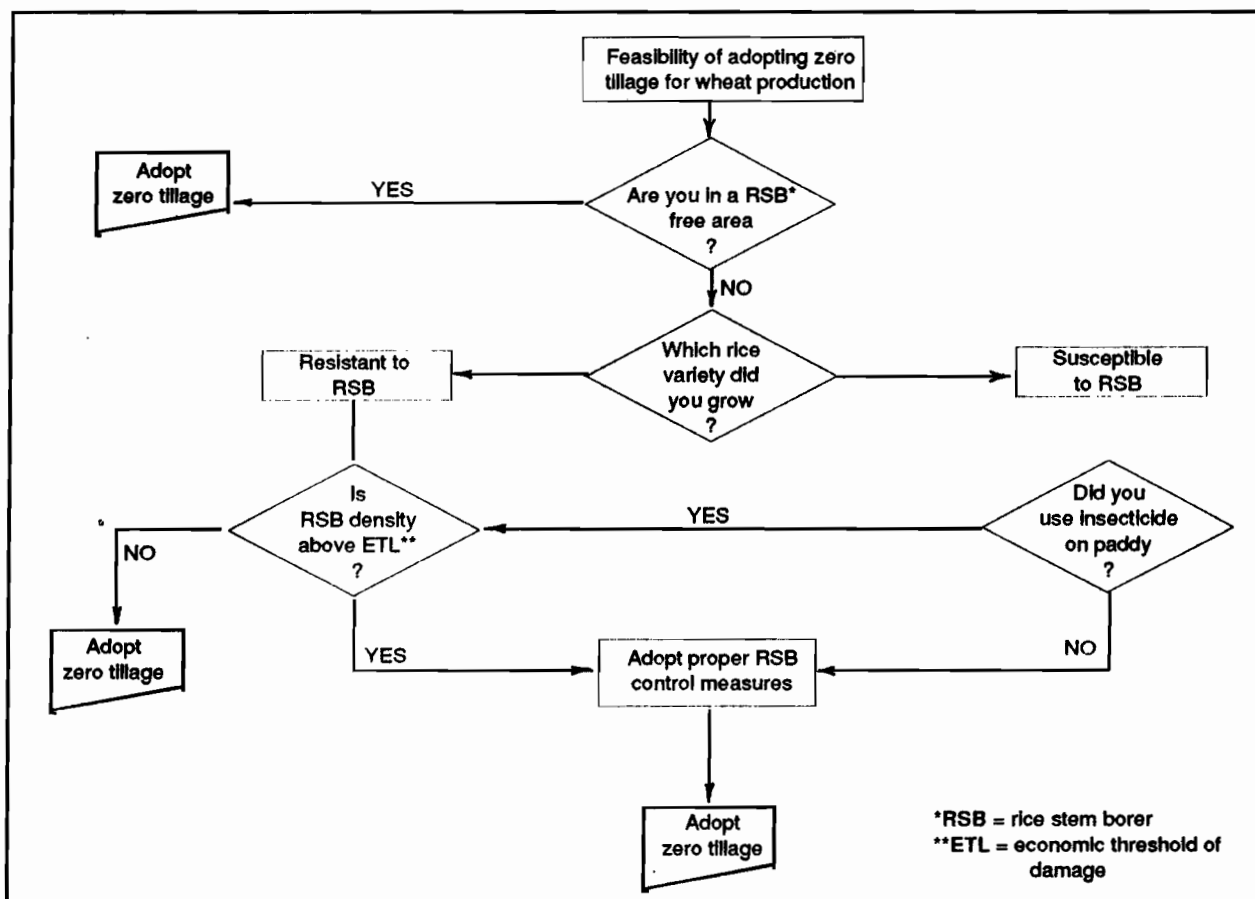 Feasibility of adopting zero
tillage for wheat production
Adopt
zero tillage
YES
Are you in a RSB*
free area
?
NO
Resistant to
RSB
Which rice
variety did
you grow
?
Susceptible
to RSB
Is
RSB density
above ETL**
?
YES
Did you
use insecticide
on paddy
?
NO
Adopt
zero tillage
YES
Adopt proper RSB
control measures
NO
Adopt
zero tillage
*RSB = rice stem borer
**ETL = economic threshold of
damage